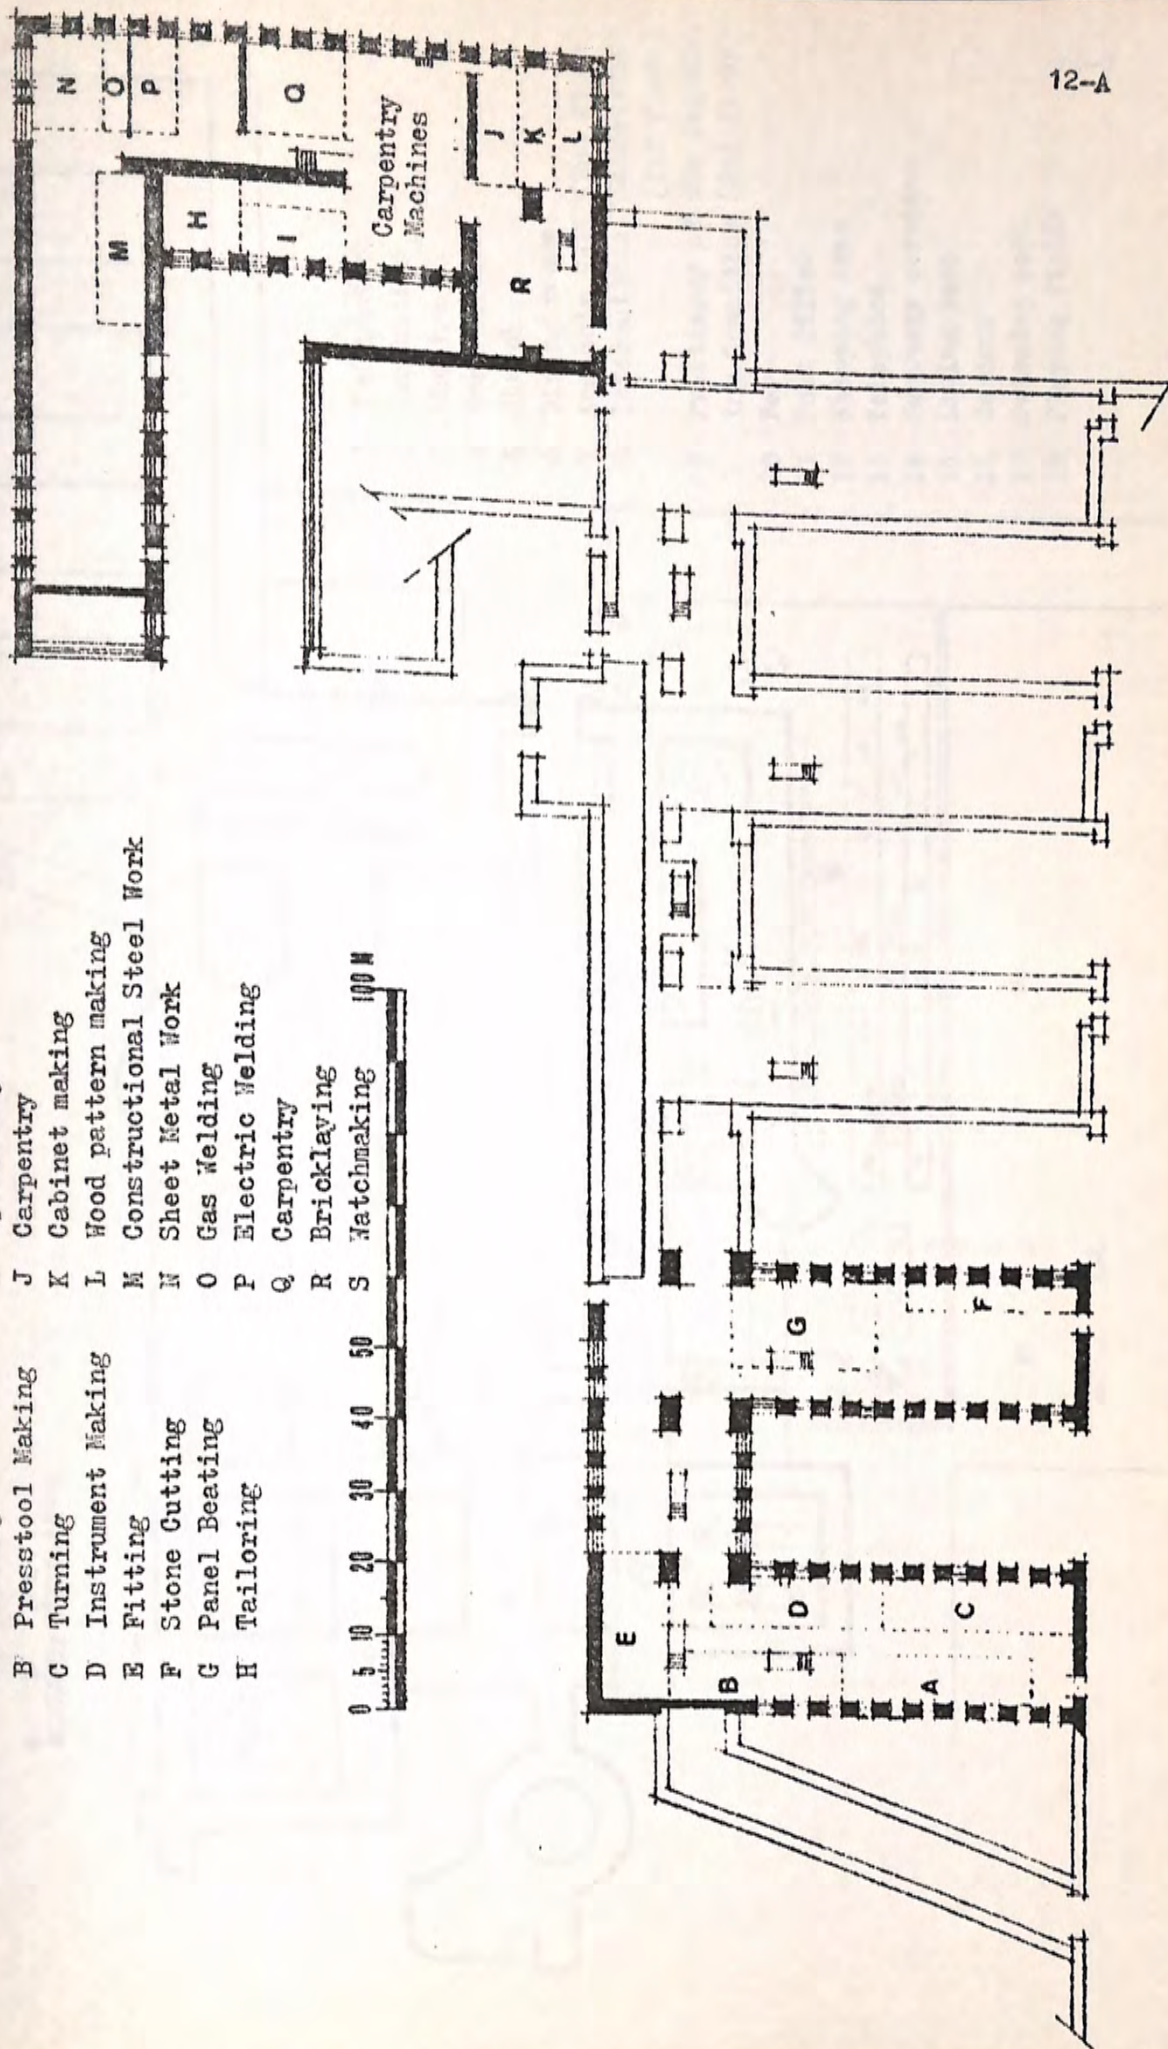 12-A
B Presstool Making
C Turning
D Instrument Making
E Fitting
F Stone Cutting
G Panel Beating
H Tailoring
J Carpentry
K Cabinet making
L Wood pattern making
M Constructional Steel Work
N Sheet Metal Work
O Gas Welding
P Electric Welding
Q Carpentry
R Bricklaying
S Watchmaking
0 5 10 20 30 40 50 100 M
N
O
P
Q
M
H
I
Carpentry
Machines
J
K
L
R
E
B
D
A
C
G
F